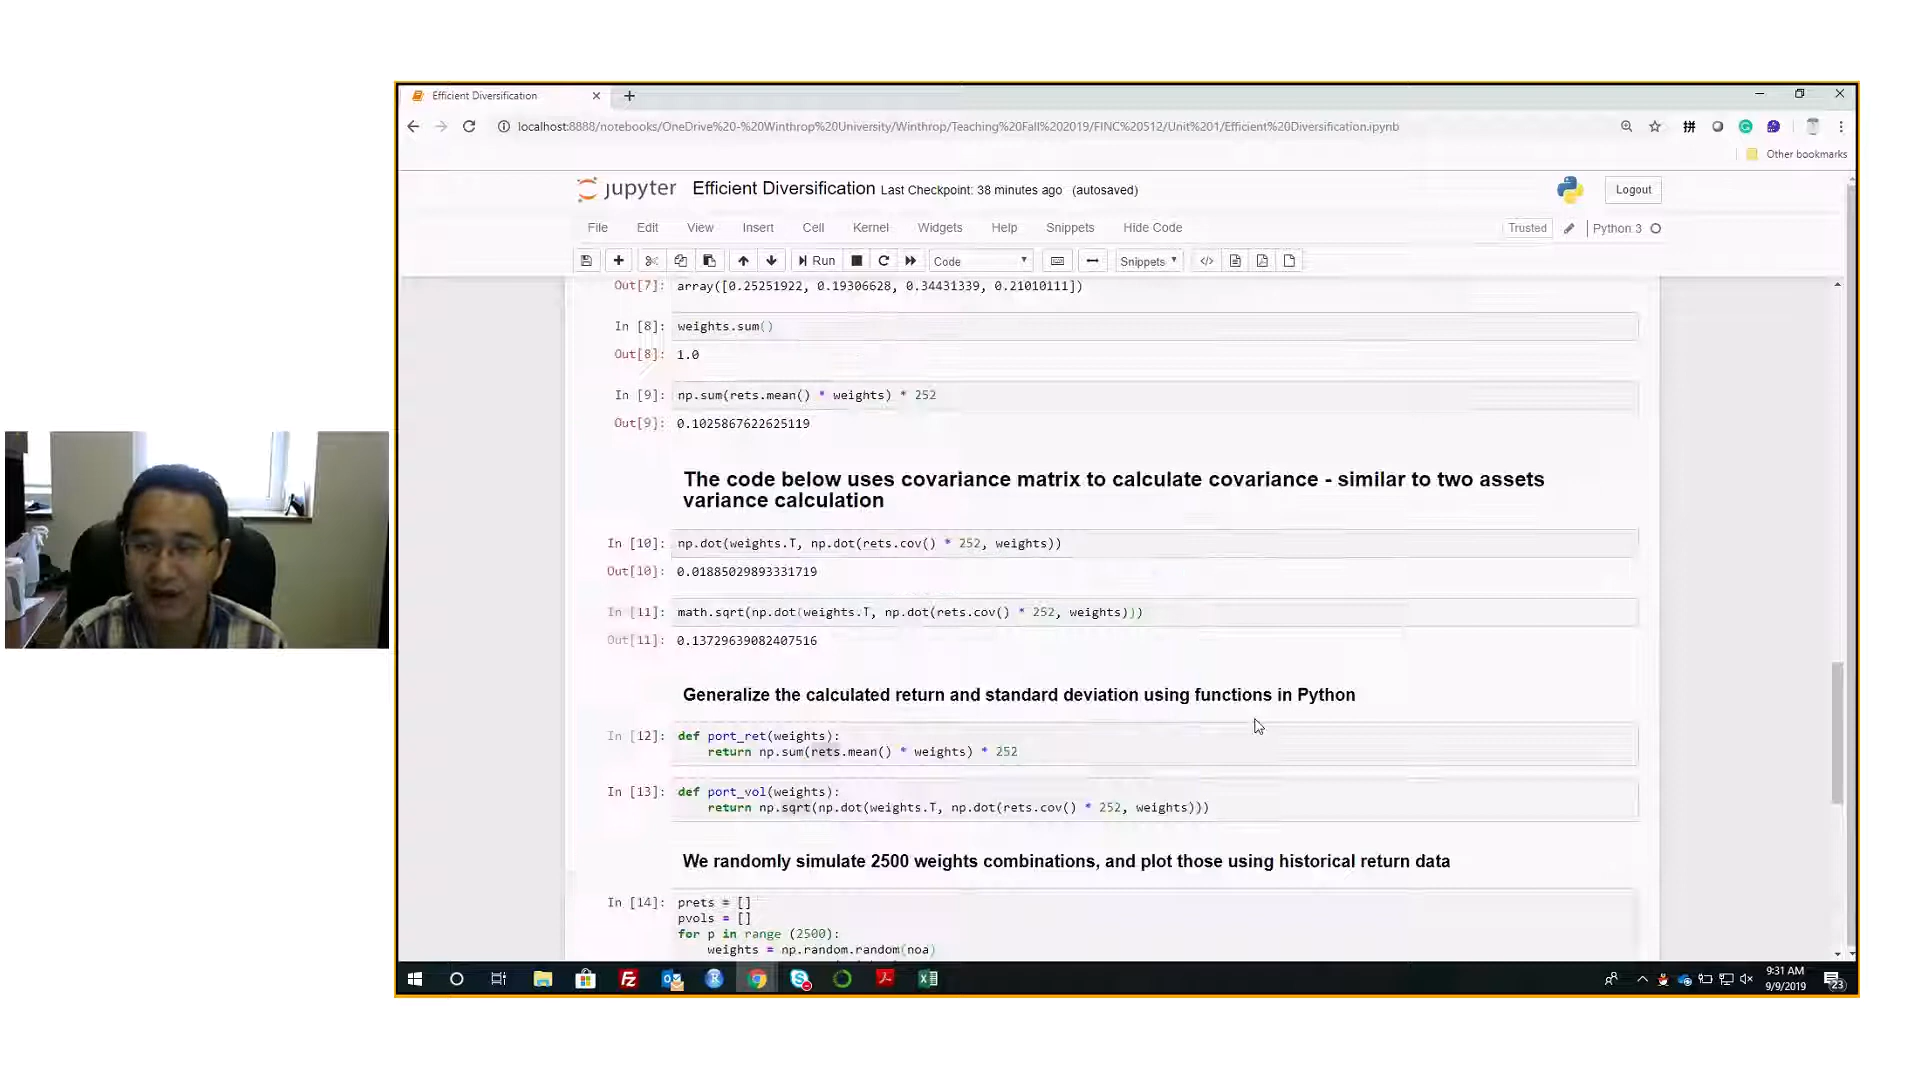 Efficient Diversification
localhost:8888/notebooks/OneDrive%20-%20Winthrop%20University/Winthrop/Teaching%20Fall%202019/FINC%20512/Unit%201/Efficient%20Diversification.ipynb
Other bookmarks
jupyter Efficient Diversification Last Checkpoint: 38 minutes ago (autosaved)
Logout
File Edit View Insert Cell Kernel Widgets Help Snippets Hide Code
Trusted Python 3
Run Code Snippets
Out[7]: array([0.25251922, 0.19306628, 0.34431339, 0.21010111])
In [8]: weights.sum()
Out[8]: 1.0
In [9]: np.sum(rets.mean() * weights) * 252
Out[9]: 0.1025867622625119
The code below uses covariance matrix to calculate covariance - similar to two assets
variance calculation
In [10]: np.dot(weights.T, np.dot(rets.cov() * 252, weights))
Out[10]: 0.01885029893331719
In [11]: math.sqrt(np.dot(weights.T, np.dot(rets.cov() * 252, weights)))
Out[11]: 0.13729639082407516
Generalize the calculated return and standard deviation using functions in Python
In [12]: def port_ret(weights):
return np.sum(rets.mean() * weights) * 252
In [13]: def port_vol(weights):
return np.sqrt(np.dot(weights.T, np.dot(rets.cov() * 252, weights)))
We randomly simulate 2500 weights combinations, and plot those using historical return data
In [14]: prets = []
pvols = []
for p in range (2500):
weights = np.random.random(noa)
9:31 AM
9/9/2019
23